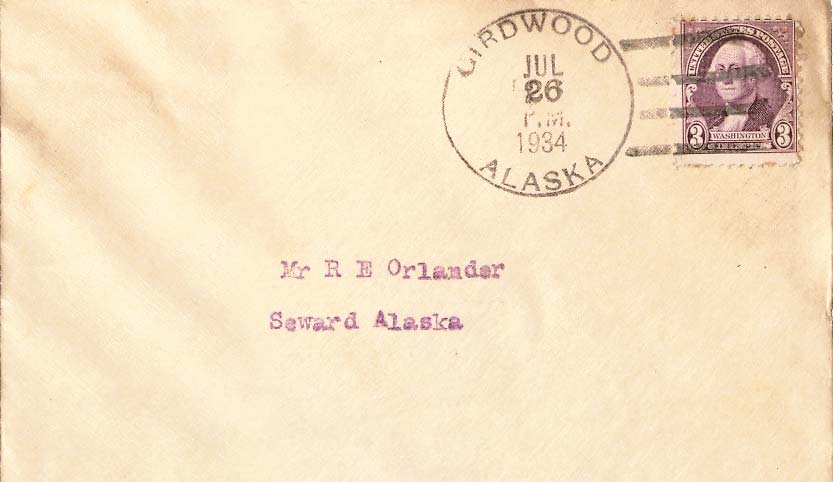 GIRDWOOD
JUL
26
P.M.
1934
ALASKA
UNITED STATES POSTAGE
3 WASHINGTON 3
Mr R E Orlander
Seward Alaska